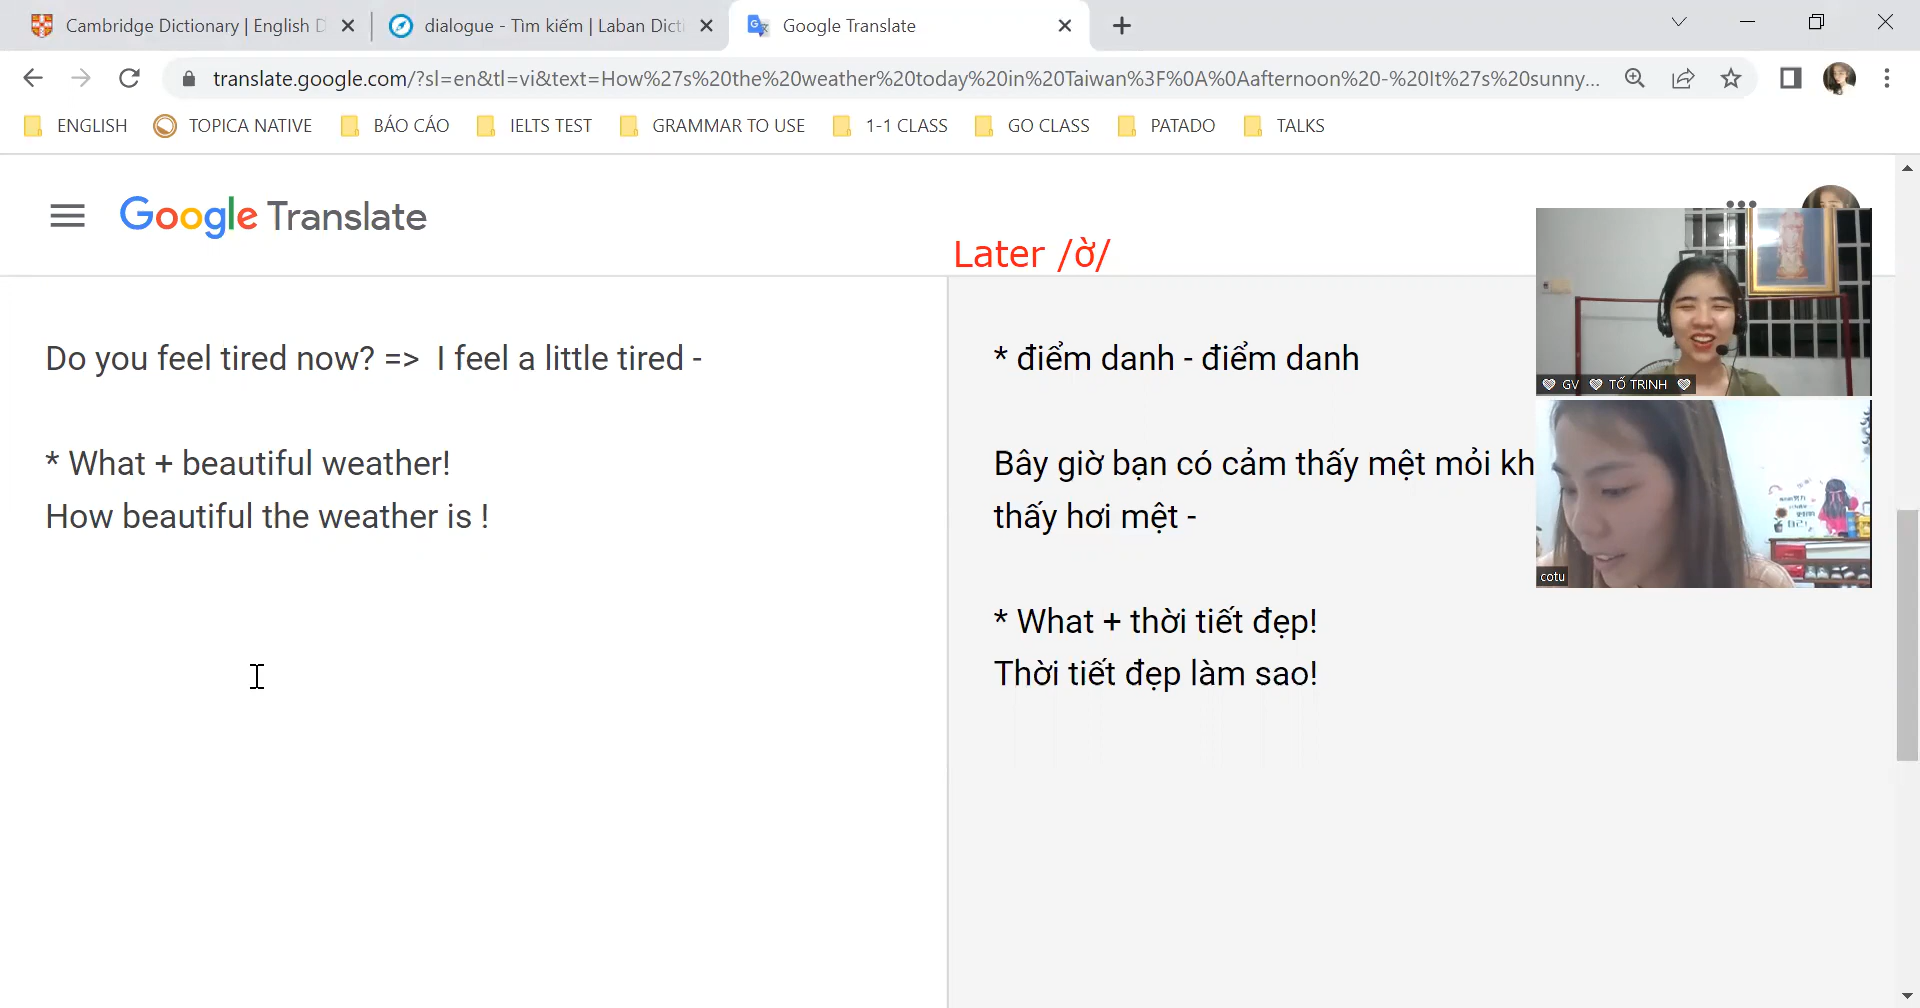 Cambridge Dictionary | English D
dialogue - Tìm kiếm | Laban Dicti
Google Translate
translate.google.com/?sl=en&tl=vi&text=How%27s%20the%20weather%20today%20in%20Taiwan%3F%0A%0Aafternoon%20-%20It%27s%20sunny...
ENGLISH
TOPICA NATIVE
BÁO CÁO
IELTS TEST
GRAMMAR TO USE
1-1 CLASS
GO CLASS
PATADO
TALKS
Google Translate
Later /ờ/
Do you feel tired now? => I feel a little tired -
* What + beautiful weather!
How beautiful the weather is !
* điểm danh - điểm danh
Bây giờ bạn có cảm thấy mệt mỏi kh
thấy hơi mệt -
* What + thời tiết đẹp!
Thời tiết đẹp làm sao!
GV TỐ TRINH
cotu